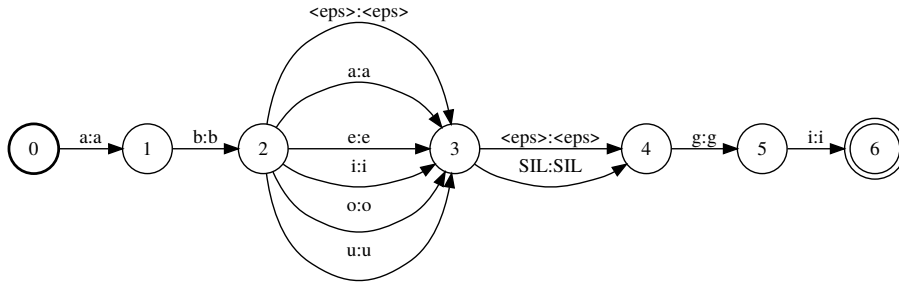 <eps>:<eps>
a:a
e:e
i:i
o:o
u:u
0 a:a 1 b:b 2 3 <eps>:<eps> 4 g:g 5 i:i 6
SIL:SIL